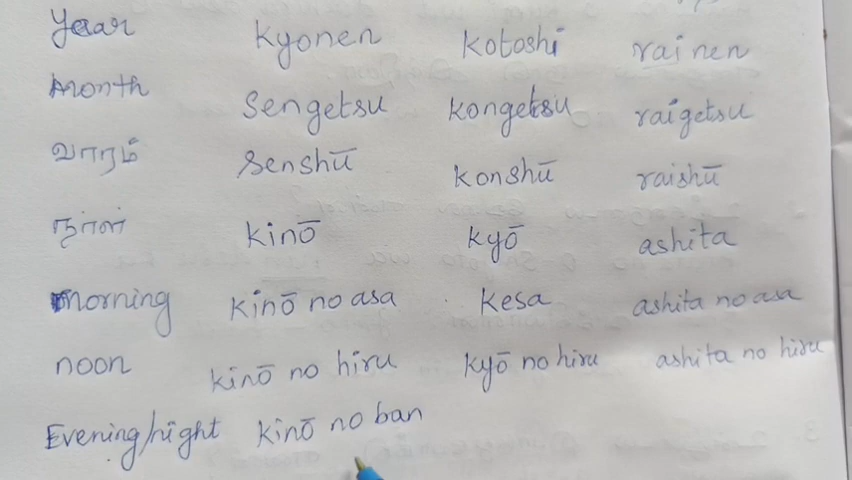 Year kyonen kotoshi rainen
Month Sengetsu kongetsu raigetsu
வாரம் Senshū konshū raishū
நாள் kinō kyō ashita
Morning kinō no asa kesa ashita no asa
noon kinō no hiru kyō no hiru ashita no hiru
Evening/night kinō no ban